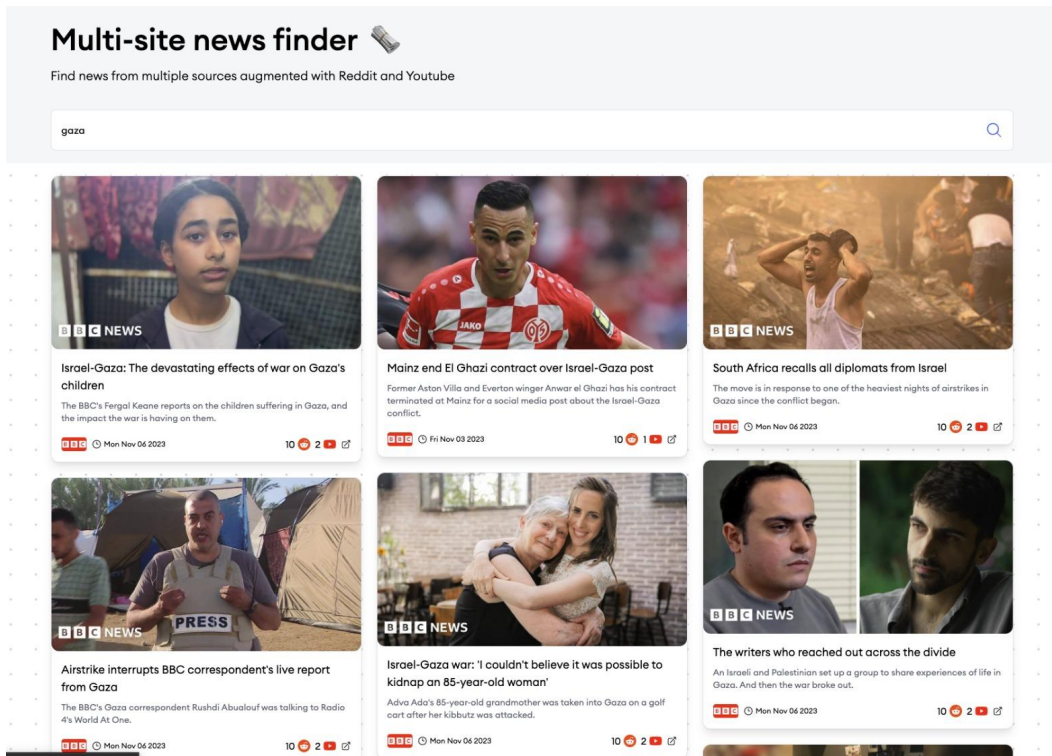 Multi-site news finder
Find news from multiple sources augmented with Reddit and Youtube
gaza
BBC NEWS
Israel-Gaza: The devastating effects of war on Gaza's
children
The BBC's Fergal Keane reports on the children suffering in Gaza, and
the impact the war is having on them.
BBC Mon Nov 06 2023 10 2
JAKO
Mainz end El Ghazi contract over Israel-Gaza post
Former Aston Villa and Everton winger Anwar el Ghazi has his contract
terminated at Mainz for a social media post about the Israel-Gaza
conflict.
BBC Fri Nov 03 2023 10 1
BBC NEWS
South Africa recalls all diplomats from Israel
The move is in response to one of the heaviest nights of airstrikes in
Gaza since the conflict began.
BBC Mon Nov 06 2023 10 2
PRESS
BBC NEWS
Airstrike interrupts BBC correspondent's live report
from Gaza
The BBC's Gaza correspondent Rushdi Abualouf was talking to Radio
4's World At One.
BBC Mon Nov 06 2023 10 2
BBC NEWS
Israel-Gaza war: 'I couldn't believe it was possible to
kidnap an 85-year-old woman'
Adva Ada's 85-year-old grandmother was taken into Gaza on a golf
cart after her kibbutz was attacked.
BBC Mon Nov 06 2023 10 2
BBC NEWS
The writers who reached out across the divide
An Israeli and Palestinian set up a group to share experiences of life in
Gaza. And then the war broke out.
BBC Mon Nov 06 2023 10 2